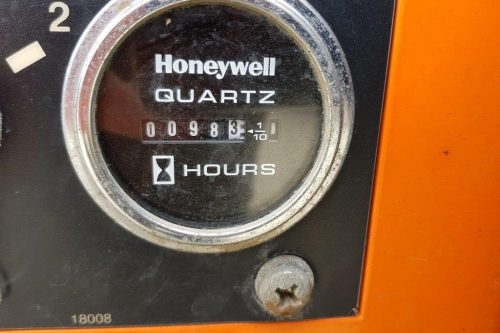 2
Honeywell
QUARTZ
00983 1/10
HOURS
18008